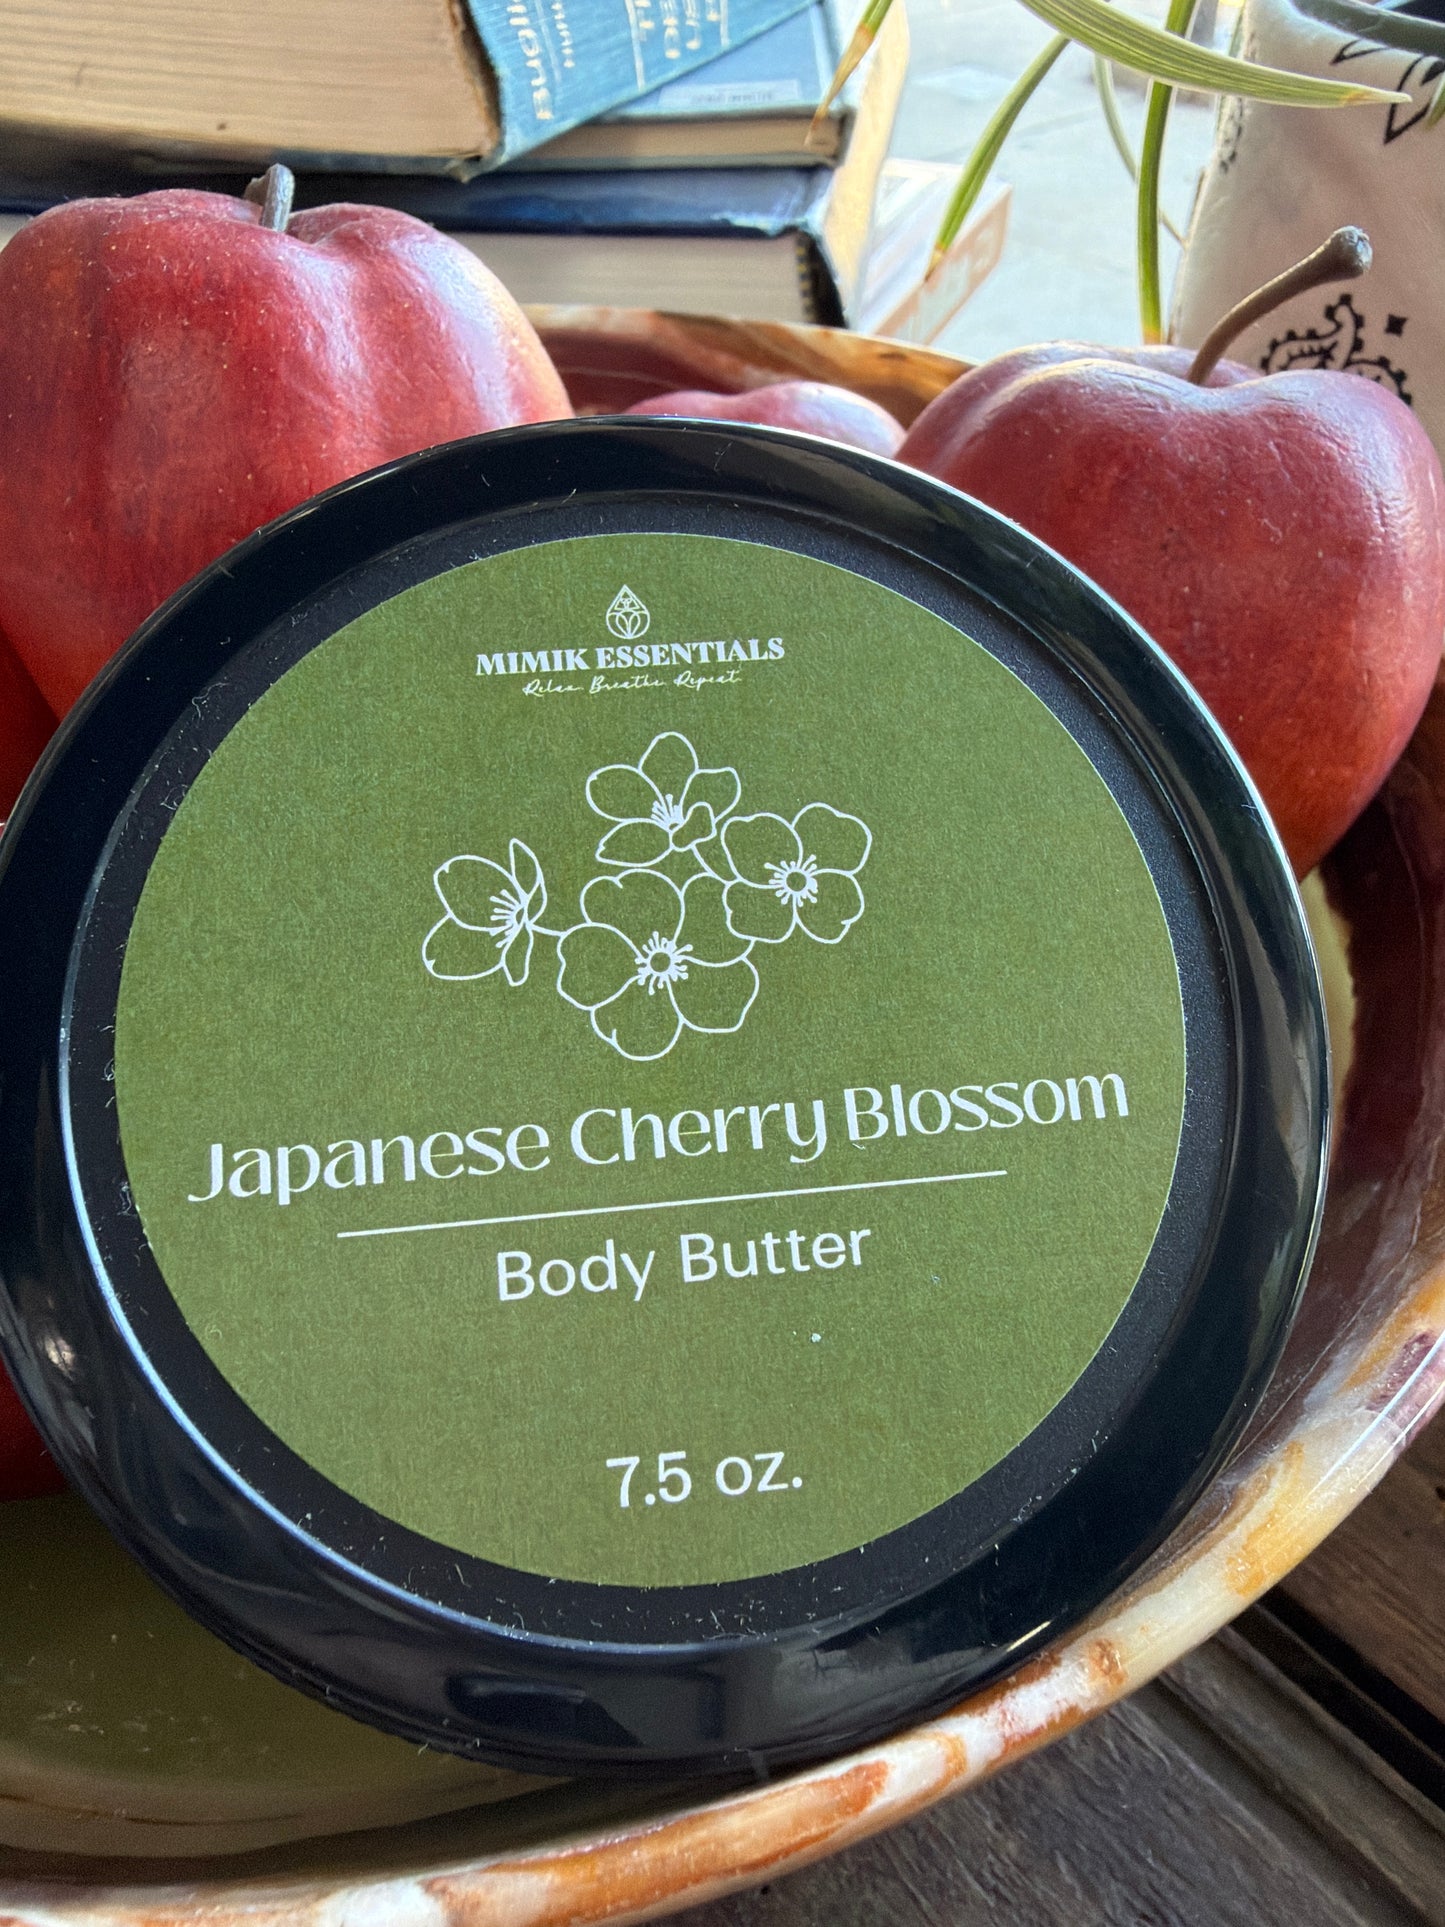 MIMIK ESSENTIALS
Relax. Breathe. Repeat.
Japanese Cherry Blossom
Body Butter
7.5 oz.